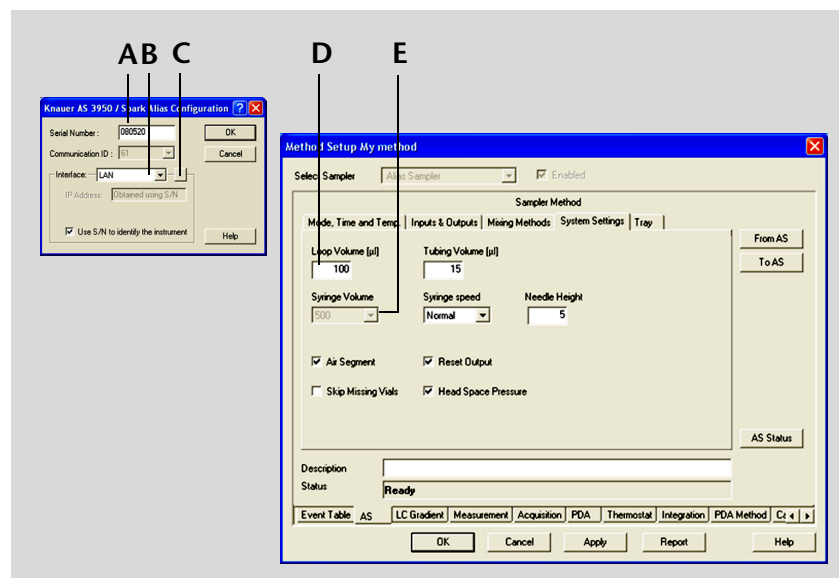 A B C D E
Knauer AS 3950 / Spark Alias Configuration
Serial Number : 080520
OK
Communication ID : 61
Cancel
Interface: LAN
IP Address: Obtained using S/N
Use S/N to identify the instrument
Help
Method Setup My method
Select Sampler Alias Sampler Enabled
Sampler Method
Mode, Time and Temp. Inputs & Outputs Mixing Methods System Settings Tray
From AS
To AS
Loop Volume [µl] Tubing Volume [µl]
100 15
Syringe Volume Syringe speed Needle Height
500 Normal 5
Air Segment Reset Output
Skip Missing Vials Head Space Pressure
AS Status
Description
Status Ready
Event Table AS LC Gradient Measurement Acquisition PDA Thermostat Integration PDA Method
OK Cancel Apply Report Help